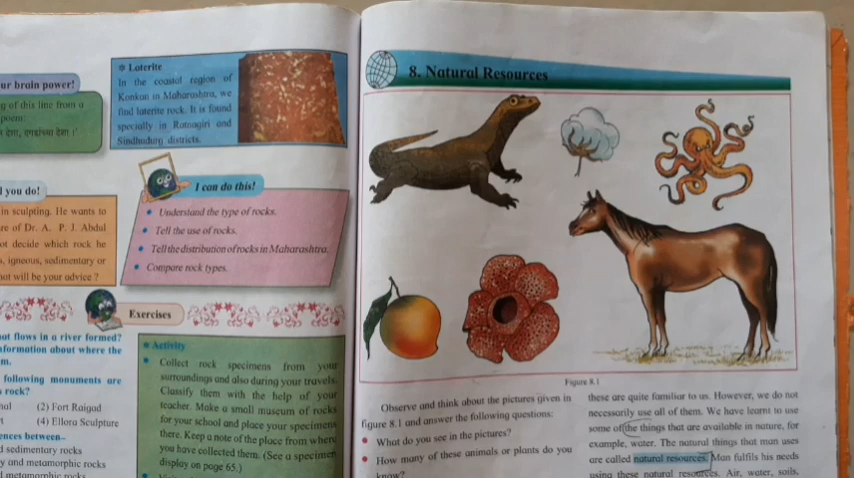 ur brain power!
g of this line from a
poem:
देशा, दगडांच्या देशा ।'
Laterite
In the coastal region of
Konkan in Maharashtra, we
find laterite rock. It is found
specially in Ratnagiri and
Sindhudurg districts.
I can do this!
• Understand the type of rocks.
• Tell the use of rocks.
• Tell the distribution of rocks in Maharashtra.
• Compare rock types.
l you do!
in sculpting. He wants to
re of Dr. A. P. J. Abdul
ot decide which rock he
s, igneous, sedimentary or
hat will be your advice ?
Exercises
at flows in a river formed?
formation about where the
m.
following monuments are
rock?
(2) Fort Raigad
(4) Ellora Sculpture
ences between–
sedimentary rocks
y and metamorphic rocks
metamorphic rocks
Activity
• Collect rock specimens from your
surroundings and also during your travels.
Classify them with the help of your
teacher. Make a small museum of rocks
for your school and place your specimens
there. Keep a note of the place from where
you have collected them. (See a specimen
display on page 65.)
8. Natural Resources
Figure 8.1
Observe and think about the pictures given in
figure 8.1 and answer the following questions:
• What do you see in the pictures?
• How many of these animals or plants do you
know?
these are quite familiar to us. However, we do not
necessarily use all of them. We have learnt to use
some of the things that are available in nature, for
example, water. The natural things that man uses
are called natural resources. Man fulfils his needs
using these natural resources. Air, water, soils,